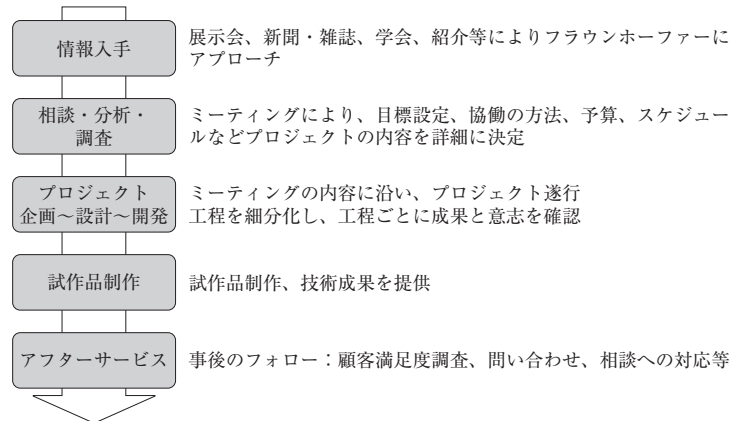 情報入手
展示会、新聞・雑誌、学会、紹介等によりフラウンホーファーに
アプローチ
相談・分析・
調査
ミーティングにより、目標設定、協働の方法、予算、スケジュー
ルなどプロジェクトの内容を詳細に決定
プロジェクト
企画～設計～開発
ミーティングの内容に沿い、プロジェクト遂行
工程を細分化し、工程ごとに成果と意志を確認
試作品制作
試作品制作、技術成果を提供
アフターサービス
事後のフォロー：顧客満足度調査、問い合わせ、相談への対応等